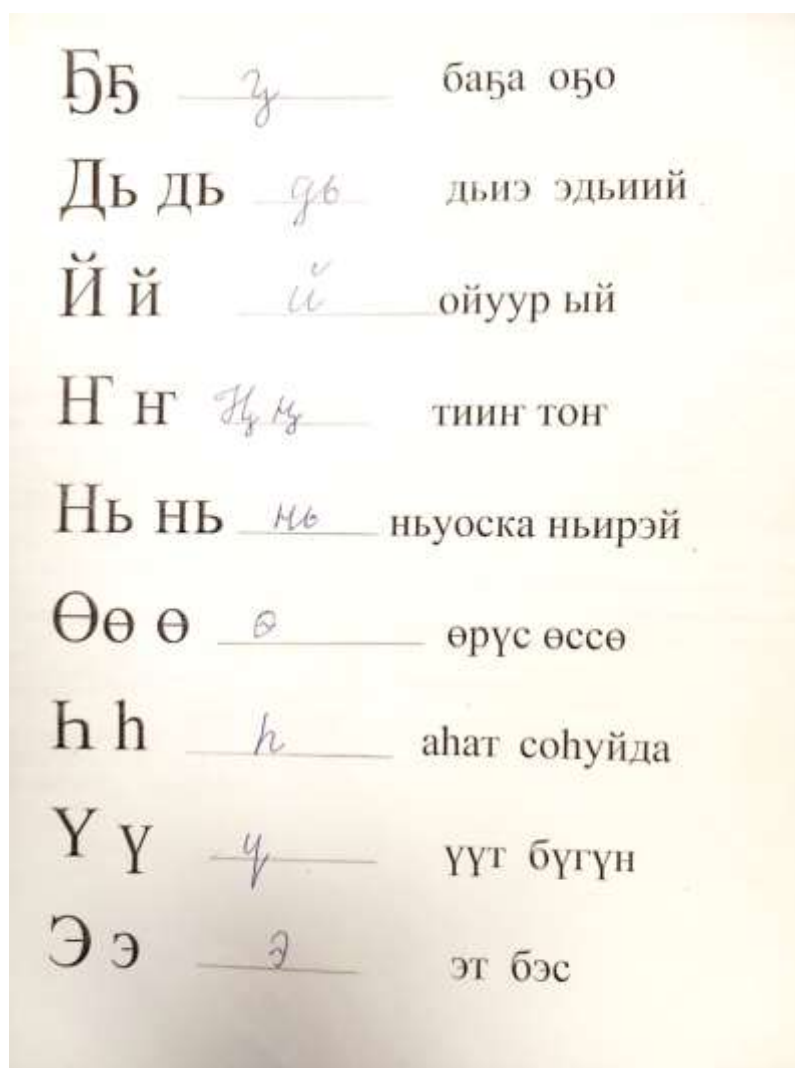 Ҕҕ ҕ баҕа оҕо
Дь дь дь дьиэ эдьиий
Й й й ойуур ый
Ҥ ҥ Ҥ ҥ тииҥ тоҥ
Нь нь нь ньуоска ньирэй
Өө ө ө өрүс өссө
Һ һ һ аһат соһуйда
Ү ү ү үүт бүгүн
Э э э эт бэс